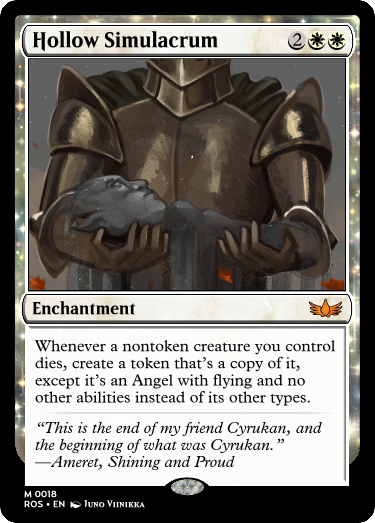 Hollow Simulacrum 2
Enchantment
Whenever a nontoken creature you control
dies, create a token that's a copy of it,
except it's an Angel with flying and no
other abilities instead of its other types.
“This is the end of my friend Cyrukan, and
the beginning of what was Cyrukan.”
—Ameret, Shining and Proud
M 0018
ROS • EN Juno Viinikka